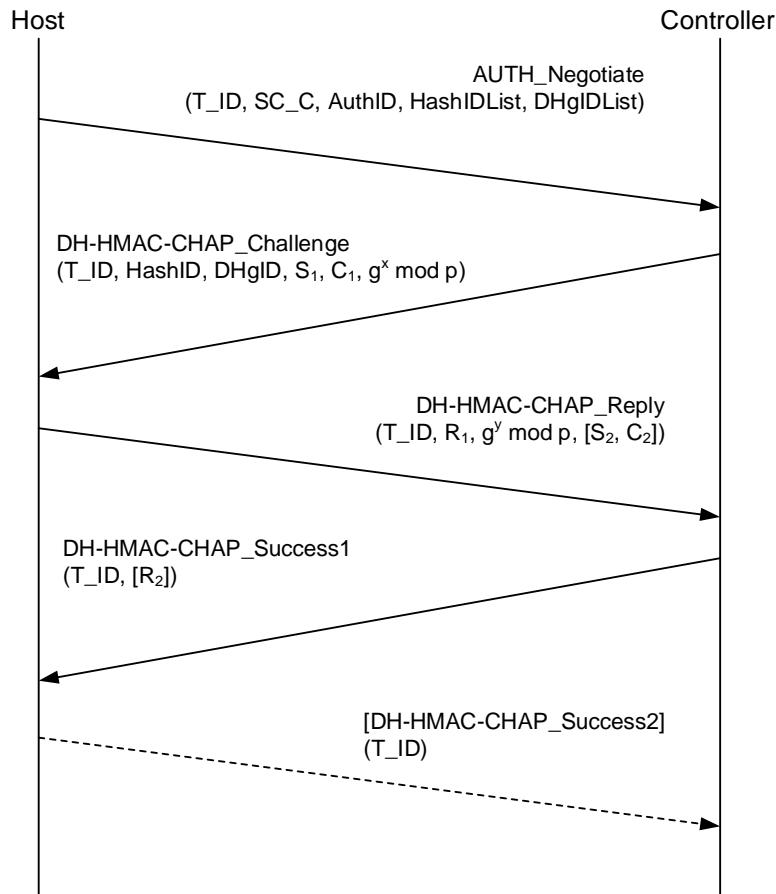 Host
Controller
AUTH_Negotiate
(T_ID, SC_C, AuthID, HashIDList, DHgIDList)
DH-HMAC-CHAP_Challenge
(T_ID, HashID, DHgID, S₁, C₁, gˣ mod p)
DH-HMAC-CHAP_Reply
(T_ID, R₁, gʸ mod p, [S₂, C₂])
DH-HMAC-CHAP_Success1
(T_ID, [R₂])
[DH-HMAC-CHAP_Success2]
(T_ID)